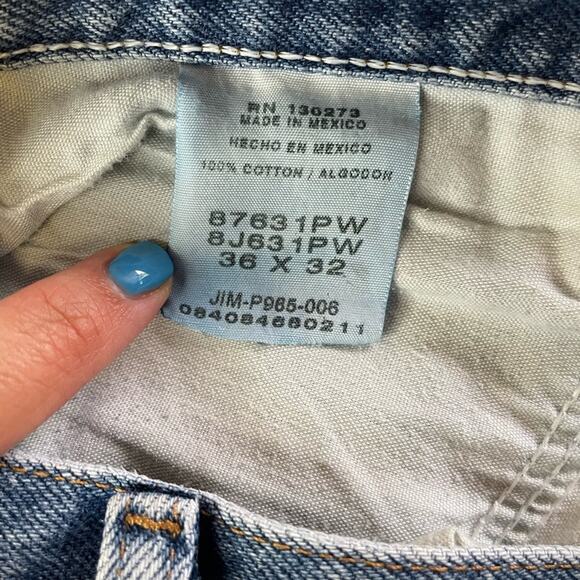 RN 130273
MADE IN MEXICO
HECHO EN MEXICO
100% COTTON / ALGODON
87631PW
8J631PW
36 X 32
JIM-P965-006
084084660211